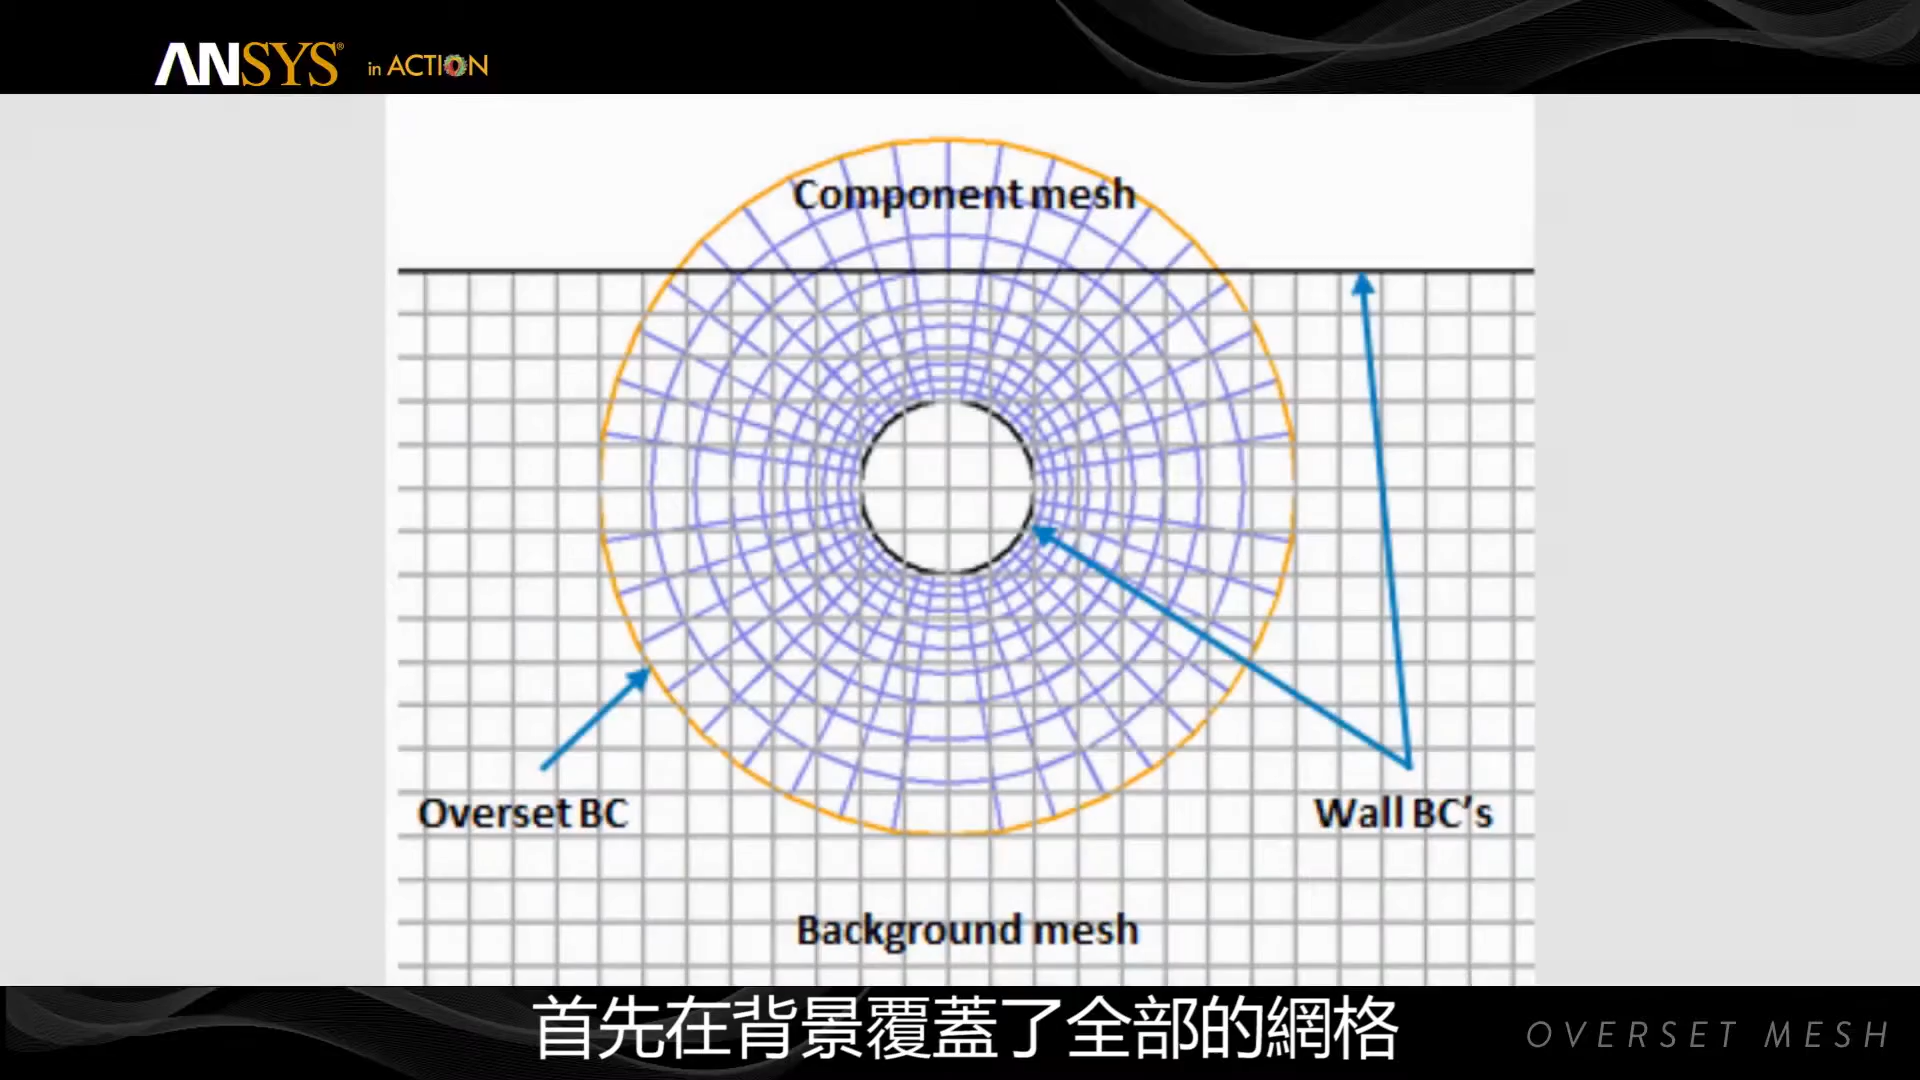 ANSYS® in ACTION
Component mesh
Overset BC
Wall BC's
Background mesh
首先在背景覆蓋了全部的網格
OVERSET MESH